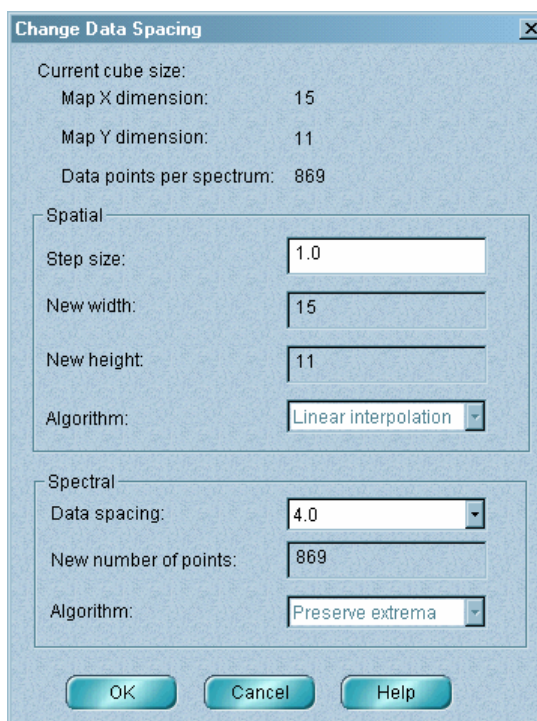 Change Data Spacing
Current cube size:
Map X dimension: 15
Map Y dimension: 11
Data points per spectrum: 869
Spatial
Step size: 1.0
New width: 15
New height: 11
Algorithm: Linear interpolation
Spectral
Data spacing: 4.0
New number of points: 869
Algorithm: Preserve extrema
OK Cancel Help